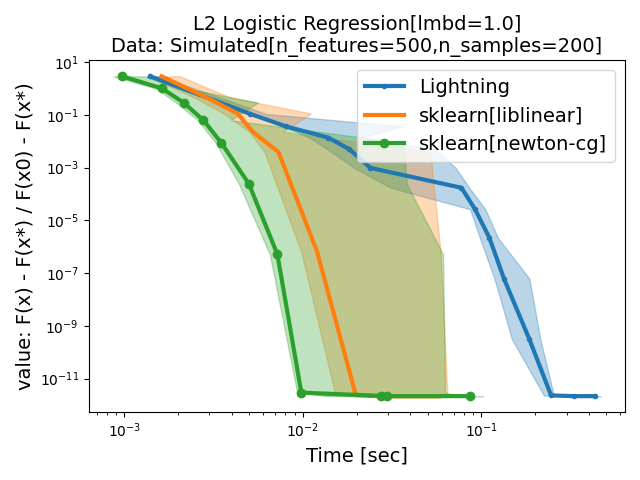 L2 Logistic Regression[lmbd=1.0]
Data: Simulated[n_features=500,n_samples=200]
value: F(x) - F(x*) / F(x0) - F(x*)
10¹
10⁻¹
10⁻³
10⁻⁵
10⁻⁷
10⁻⁹
10⁻¹¹
Lightning
sklearn[liblinear]
sklearn[newton-cg]
10⁻³
10⁻²
10⁻¹
Time [sec]